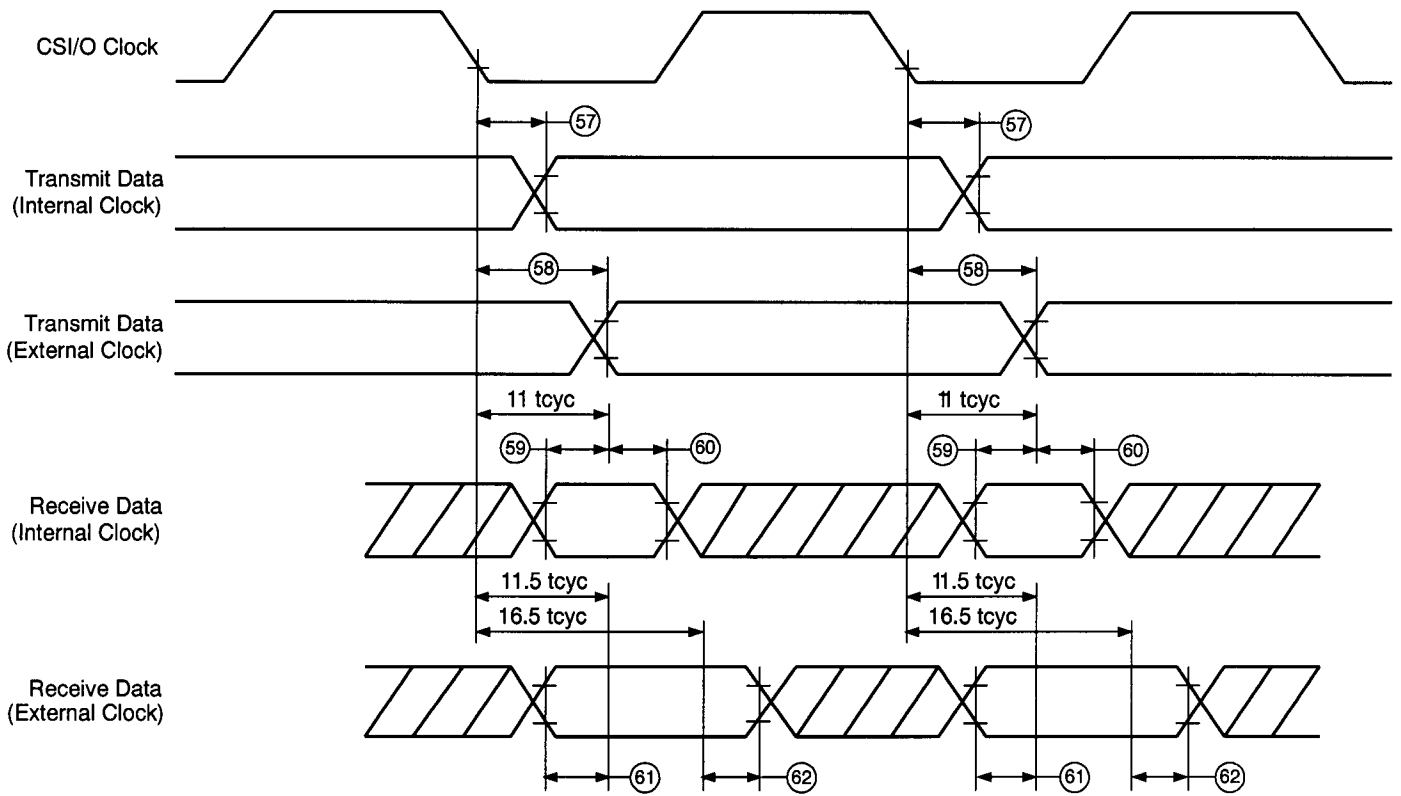 CSI/O Clock
57
57
Transmit Data
(Internal Clock)
58
58
Transmit Data
(External Clock)
11 tcyc
11 tcyc
59
60
59
60
Receive Data
(Internal Clock)
11.5 tcyc
11.5 tcyc
16.5 tcyc
16.5 tcyc
Receive Data
(External Clock)
61
62
61
62